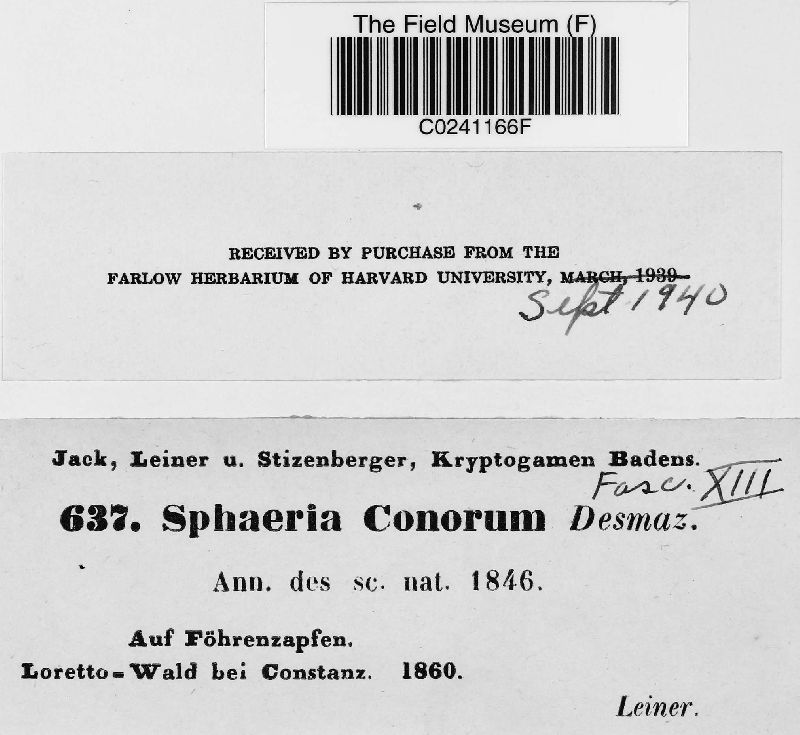 The Field Museum (F)
C0241166F
RECEIVED BY PURCHASE FROM THE
FARLOW HERBARIUM OF HARVARD UNIVERSITY, MARCH, 1939
Sept 1940
Jack, Leiner u. Stizenberger, Kryptogamen Badens.
Fasc. XIII
637. Sphaeria Conorum Desmaz.
Ann. des sc. nat. 1846.
Auf Föhrenzapfen.
Loretto-Wald bei Constanz. 1860.
Leiner.